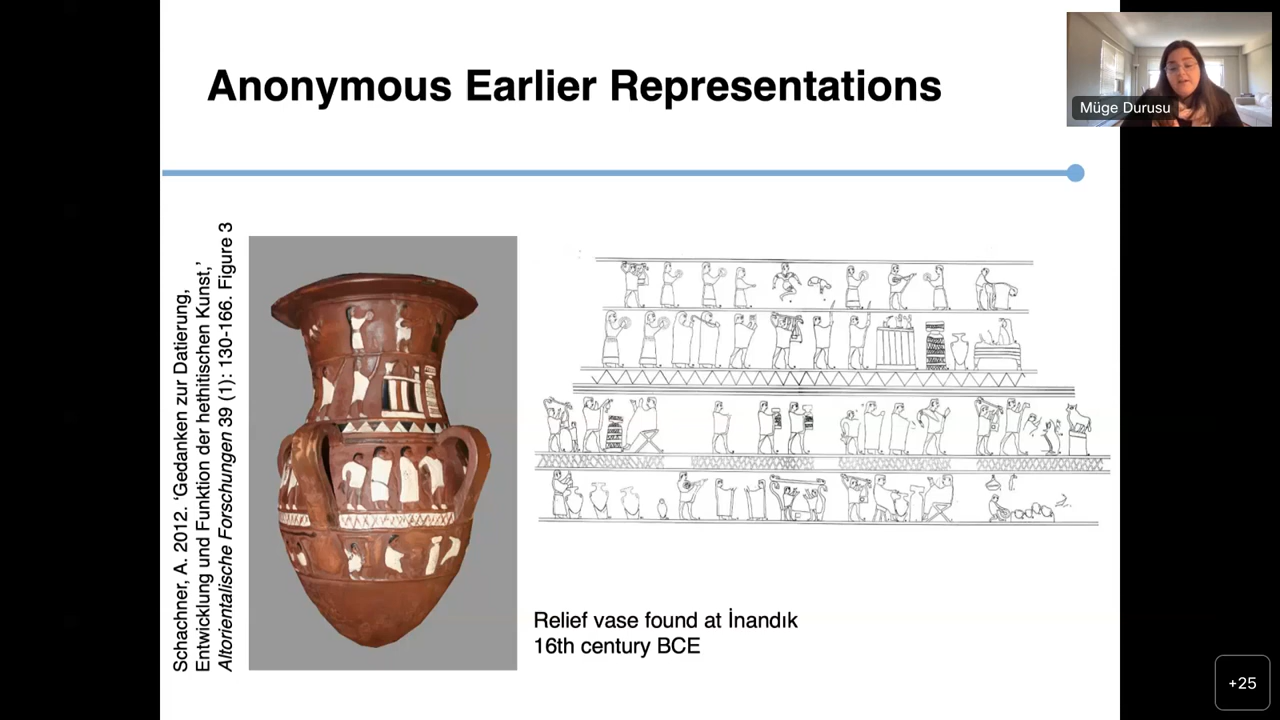 Anonymous Earlier Representations
Müge Durusu
Schachner, A. 2012. ‘Gedanken zur Datierung,
Entwicklung und Funktion der hethitischen Kunst,’
Altorientalische Forschungen 39 (1): 130-166. Figure 3
Relief vase found at İnandık
16th century BCE
+25